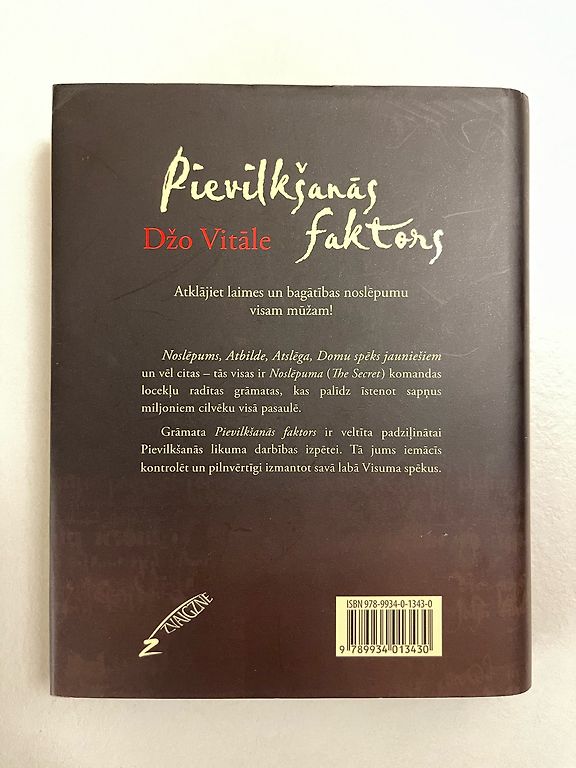 Pievilkšanās
Džo Vitāle faktors
Atklājiet laimes un bagātības noslēpumu
visam mūžam!
Noslēpums, Atbilde, Atslēga, Domu spēks jauniešiem
un vēl citas – tās visas ir Noslēpuma (The Secret) komandas
locekļu radītas grāmatas, kas palīdz īstenot sapņus
miljoniem cilvēku visā pasaulē.
Grāmata Pievilkšanās faktors ir veltīta padziļinātai
Pievilkšanās likuma darbības izpētei. Tā jums iemācīs
kontrolēt un pilnvērtīgi izmantot savā labā Visuma spēkus.
ZVAIGZNE
ISBN 978-9934-0-1343-0
9 789934 013430